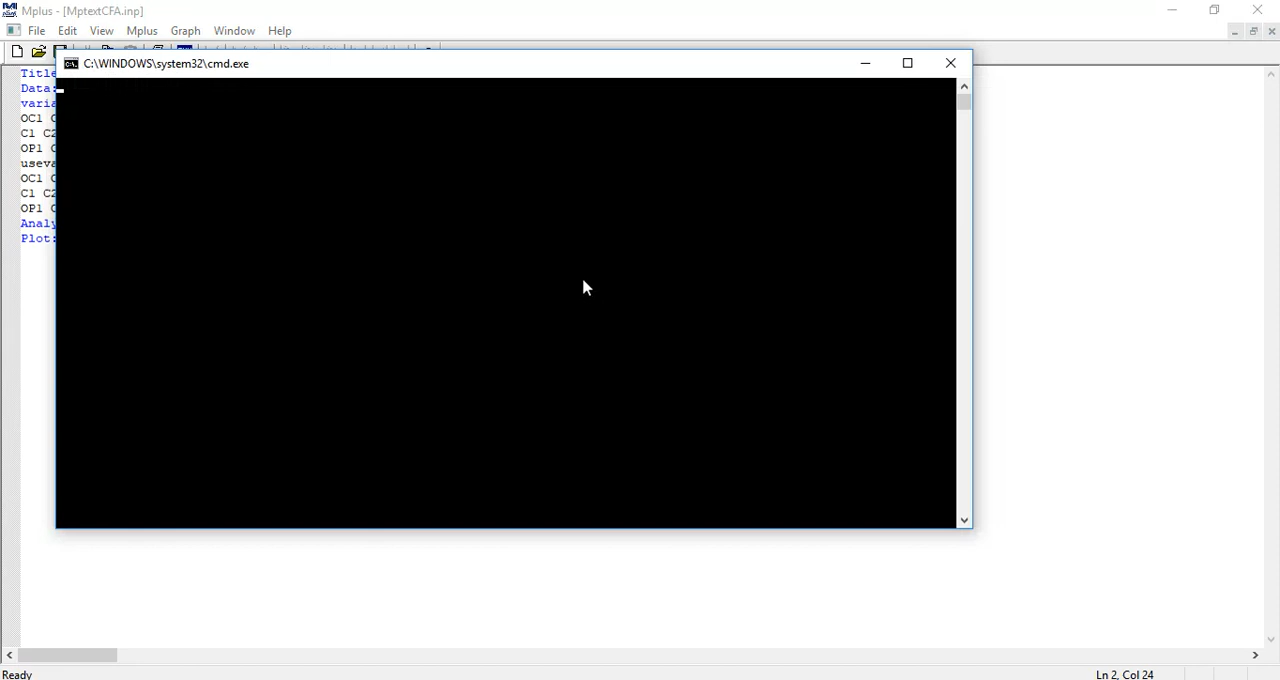 Mplus - [MptextCFA.inp]
File Edit View Mplus Graph Window Help
C:\WINDOWS\system32\cmd.exe
Title
Data:
varia
OC1
C1 C2
OP1
useva
OC1
C1 C2
OP1
Analy
Plot:
Ready
Ln 2, Col 24